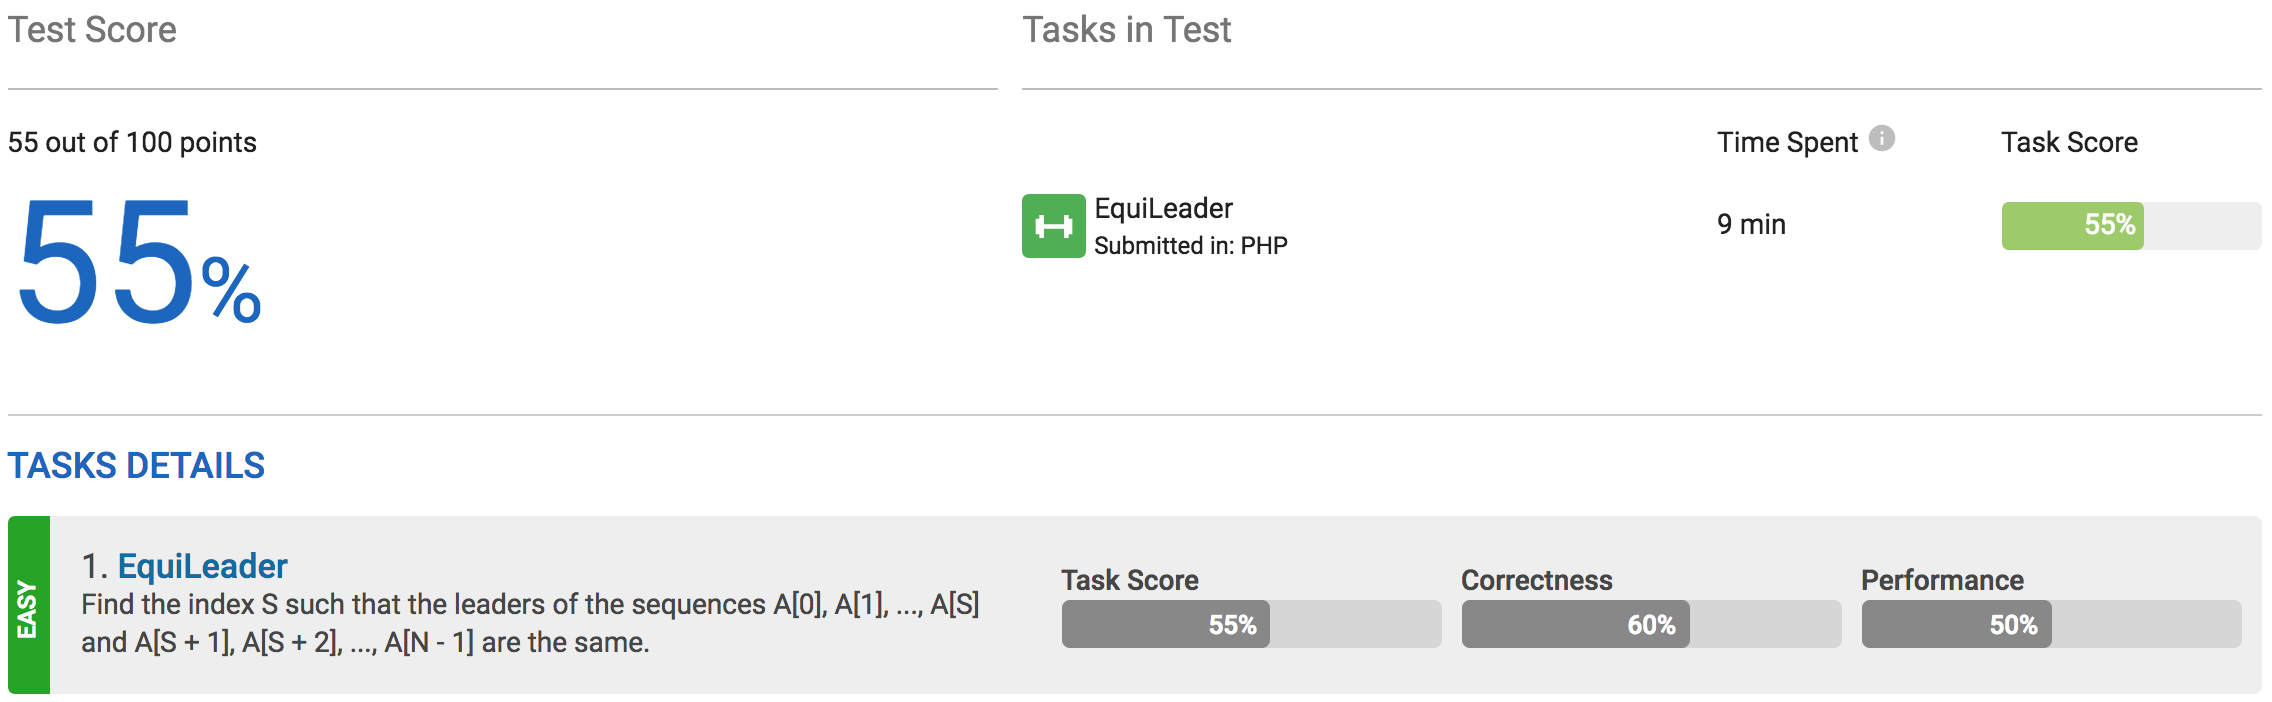 Test Score
Tasks in Test
55 out of 100 points
Time Spent i
Task Score
55%
EquiLeader
Submitted in: PHP
9 min
55%
TASKS DETAILS
EASY
1. EquiLeader
Find the index S such that the leaders of the sequences A[0], A[1], ..., A[S]
and A[S + 1], A[S + 2], ..., A[N - 1] are the same.
Task Score
55%
Correctness
60%
Performance
50%